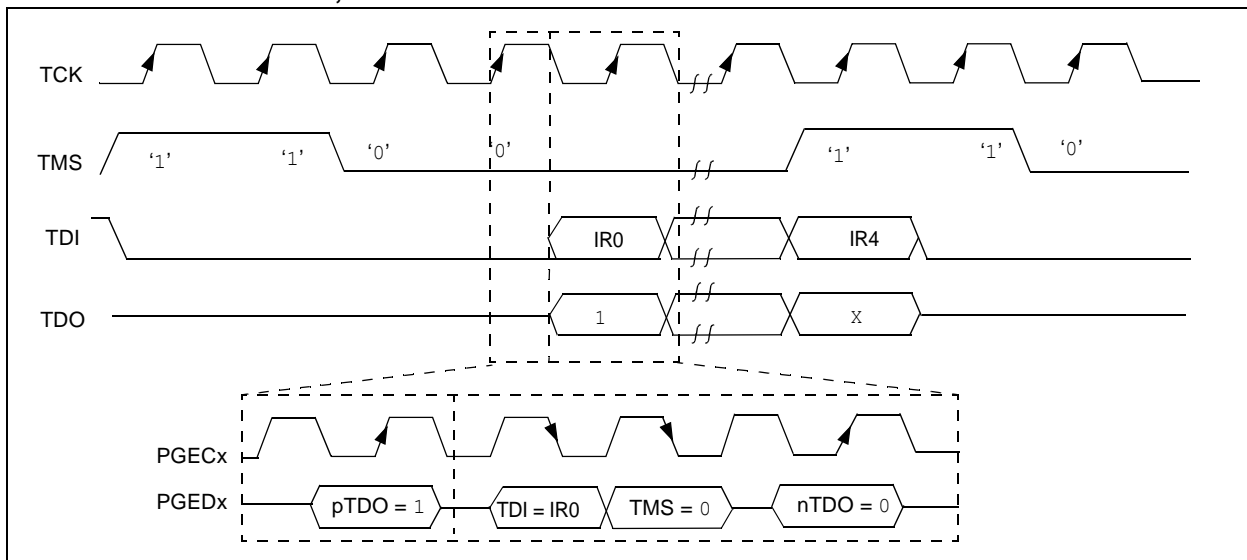 TCK
TMS ‘1’ ‘1’ ‘0’ ‘0’ ‘1’ ‘1’ ‘0’
TDI IR0 IR4
TDO 1 X
PGECx
PGEDx pTDO = 1 TDI = IR0 TMS = 0 nTDO = 0